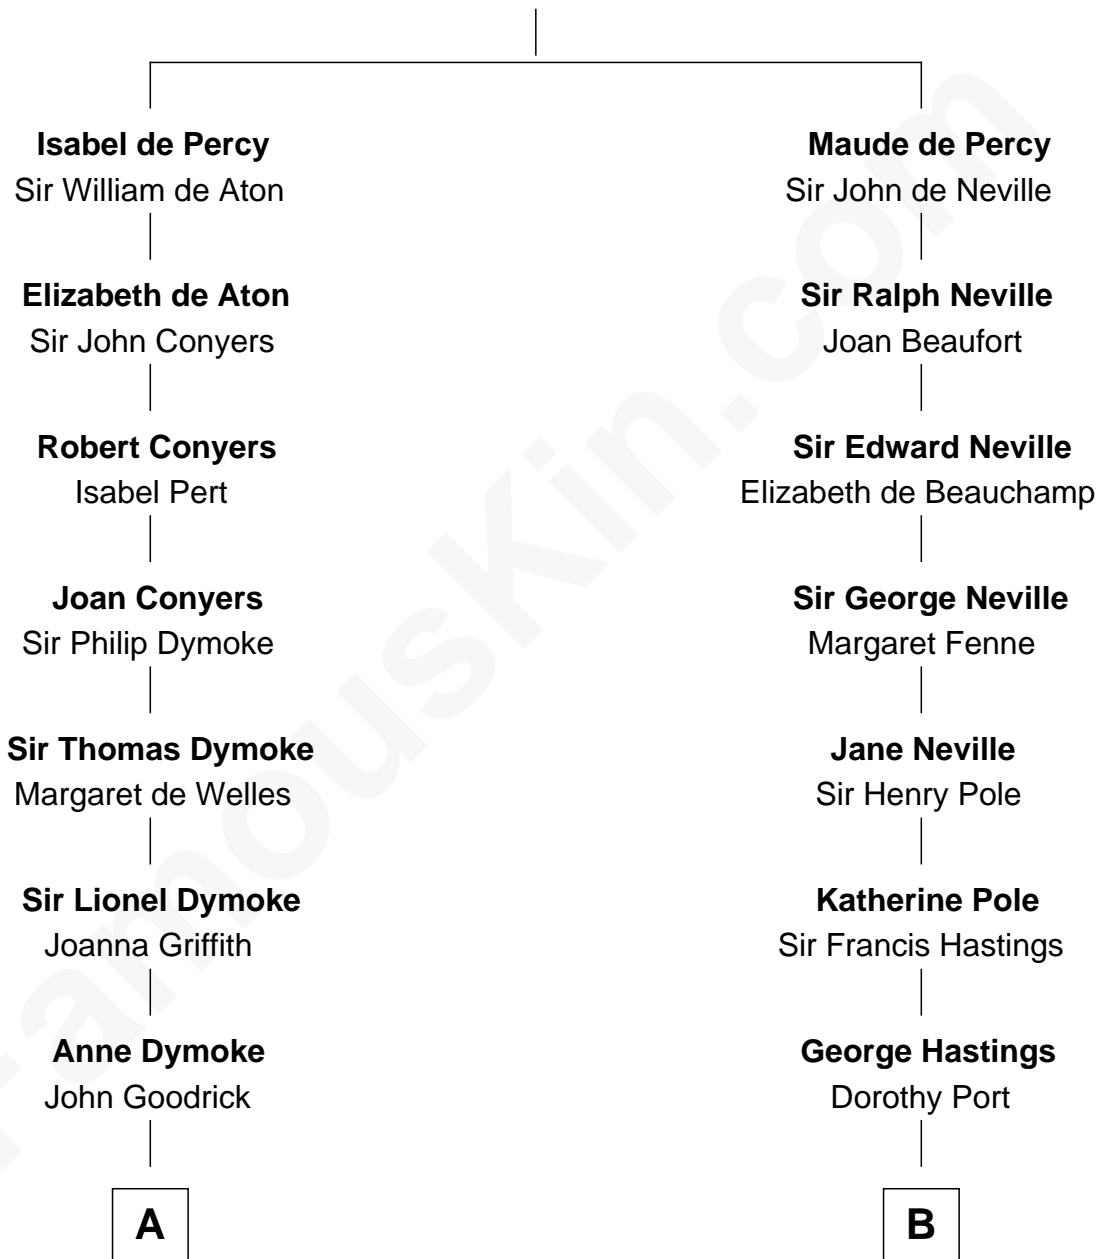 Isabel de Percy
Sir William de Aton
Elizabeth de Aton
Sir John Conyers
Robert Conyers
Isabel Pert
Joan Conyers
Sir Philip Dymoke
Sir Thomas Dymoke
Margaret de Welles
Sir Lionel Dymoke
Joanna Griffith
Anne Dymoke
John Goodrick
A
Maude de Percy
Sir John de Neville
Sir Ralph Neville
Joan Beaufort
Sir Edward Neville
Elizabeth de Beauchamp
Sir George Neville
Margaret Fenne
Jane Neville
Sir Henry Pole
Katherine Pole
Sir Francis Hastings
George Hastings
Dorothy Port
B
FamousKin.com